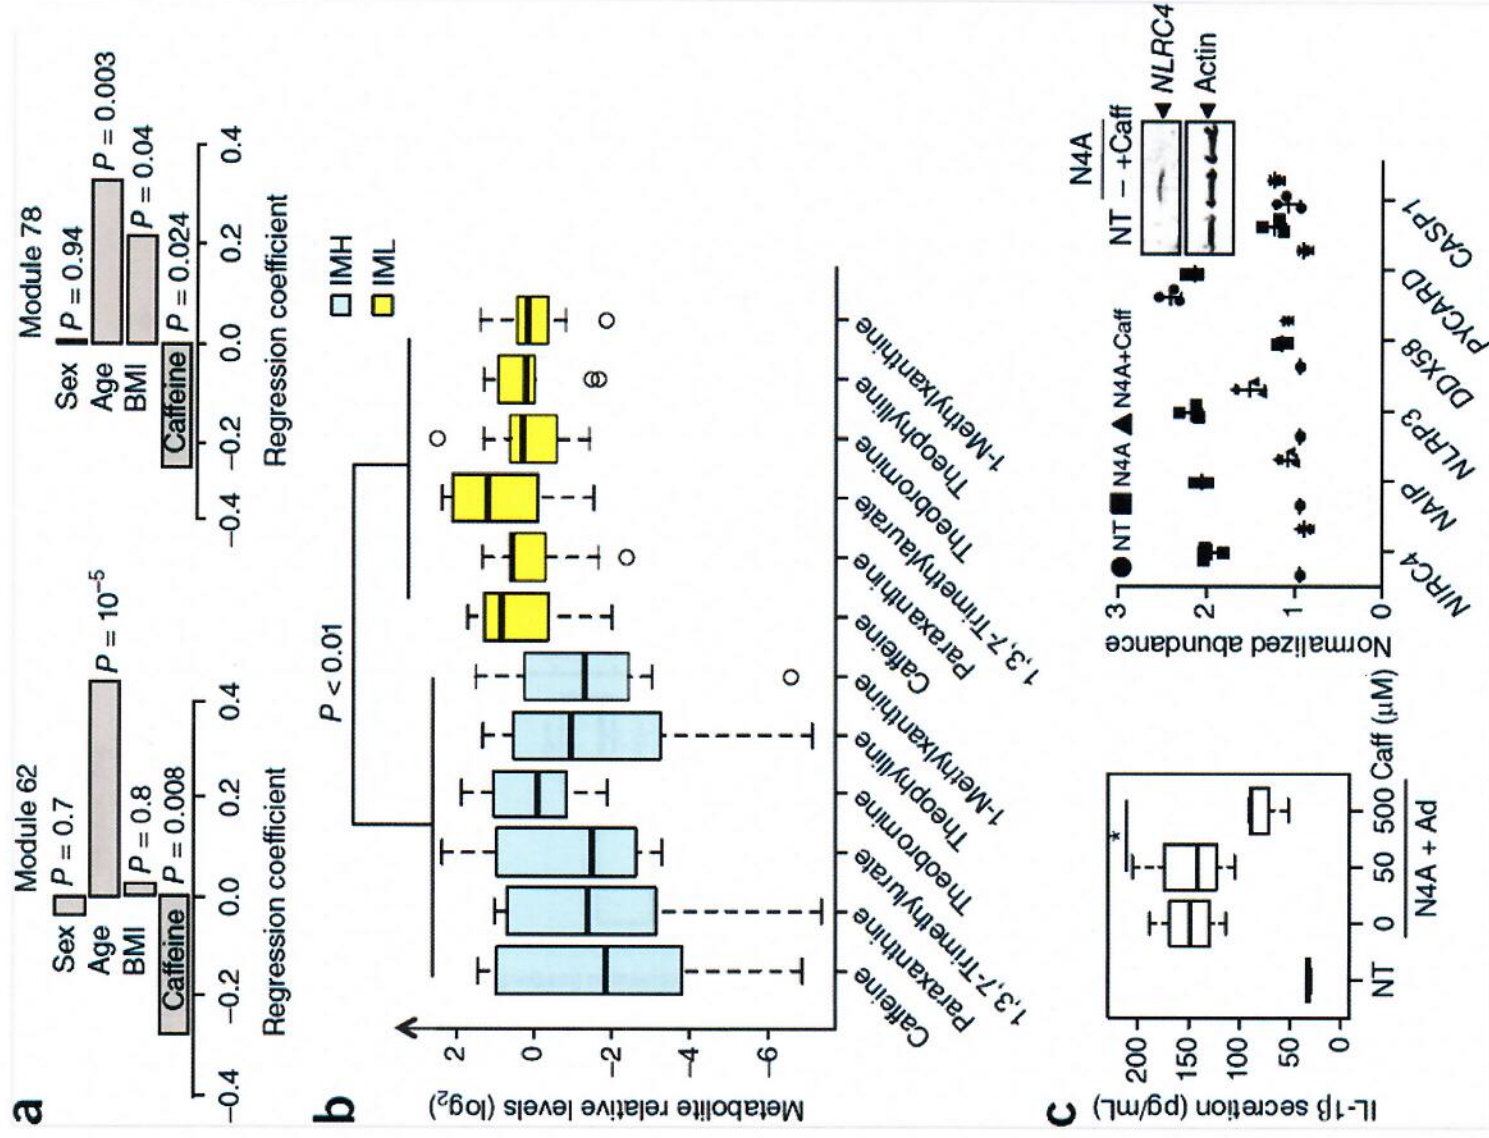 a
Module 62
Sex
P = 0.7
Age
P = 10⁻⁵
BMI
P = 0.8
Caffeine
P = 0.008
−0.4 −0.2 0.0 0.2 0.4
Regression coefficient
Module 78
Sex
P = 0.94
Age
P = 0.003
BMI
P = 0.04
Caffeine
P = 0.024
−0.4 −0.2 0.0 0.2 0.4
Regression coefficient
b
P < 0.01
IMH
IML
Metabolite relative levels (log₂)
2
0
−2
−4
−6
Caffeine
Paraxanthine
1,3,7-Trimethylurate
Theobromine
Theophylline
1-Methylxanthine
Caffeine
Paraxanthine
1,3,7-Trimethylaurate
Theobromine
Theophylline
1-Methylxanthine
c
IL-1β secretion (pg/mL)
200
150
100
50
0
*
NT 0 50 500 Caff (µM)
N4A + Ad
Normalized abundance
3
2
1
0
NT N4A N4A+Caff
N4A
NT − +Caff
NLRC4
Actin
NIRC4
NAIP
NLRP3
DDX58
PYCARD
CASP1